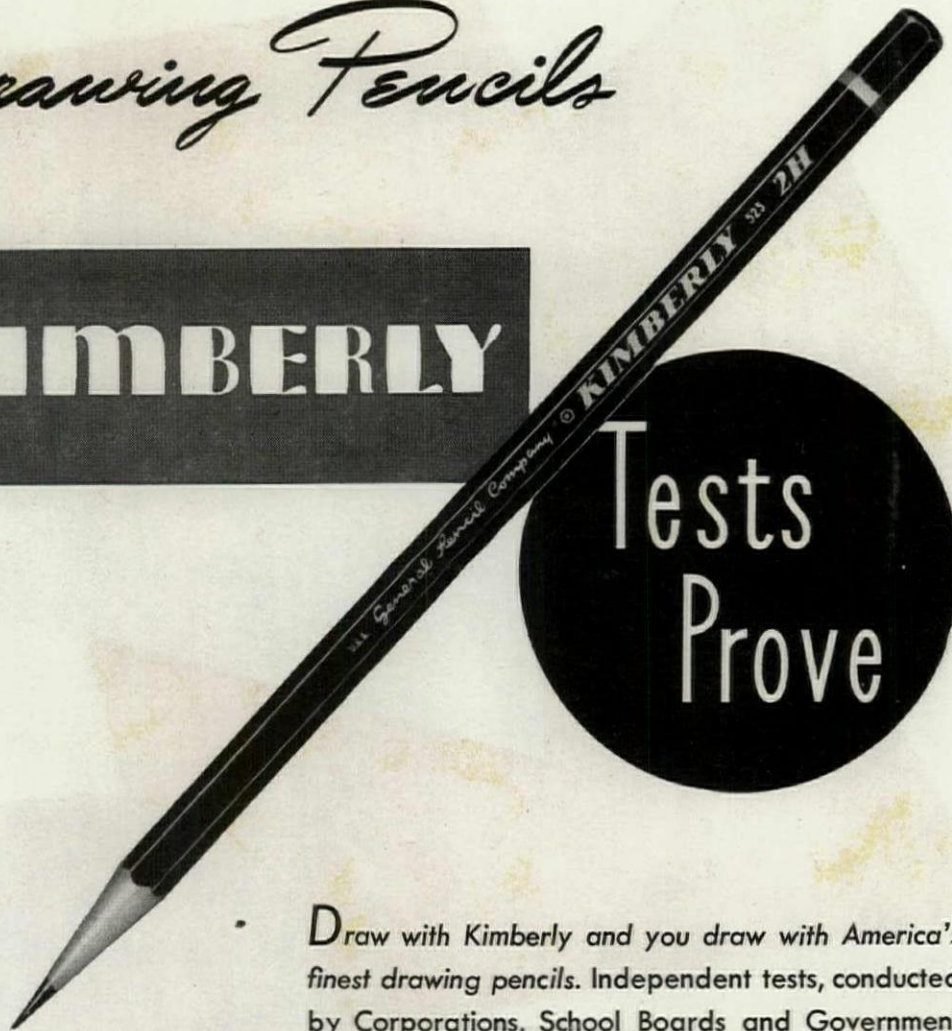 rawing Pencils
IMBERLY
U.S.A. General Pencil Company © KIMBERLY 525 2H
Tests
Prove
Draw with Kimberly and you draw with America's
finest drawing pencils. Independent tests, conducted
by Corporations, School Boards and Governmen